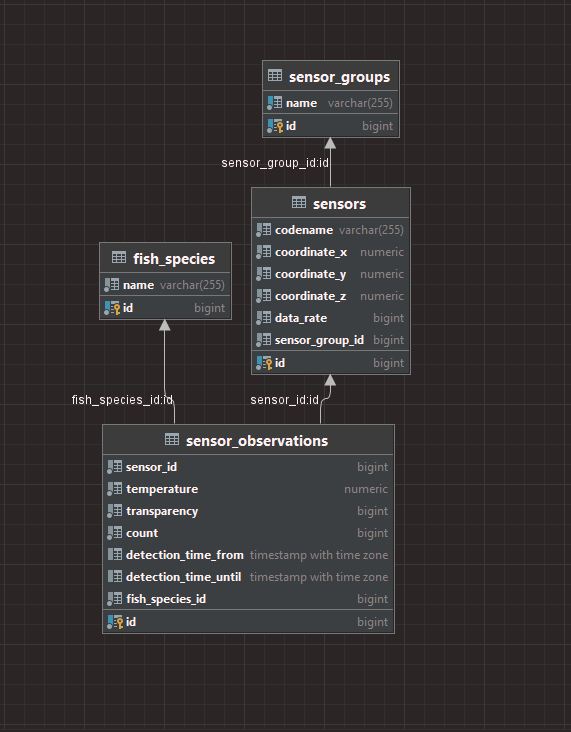 sensor_groups
name varchar(255)
id bigint
sensor_group_id:id
sensors
codename varchar(255)
coordinate_x numeric
coordinate_y numeric
coordinate_z numeric
data_rate bigint
sensor_group_id bigint
id bigint
fish_species
name varchar(255)
id bigint
fish_species_id:id
sensor_id:id
sensor_observations
sensor_id bigint
temperature numeric
transparency bigint
count bigint
detection_time_from timestamp with time zone
detection_time_until timestamp with time zone
fish_species_id bigint
id bigint